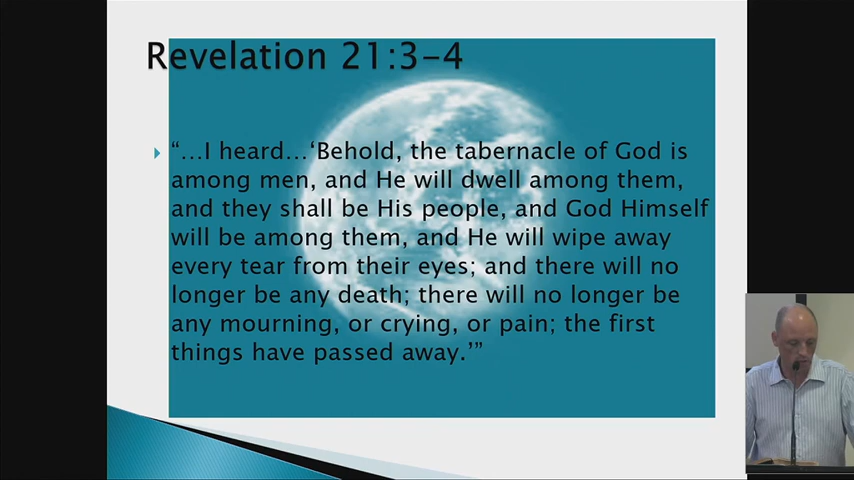 Revelation 21:3-4
“…I heard…‘Behold, the tabernacle of God is
among men, and He will dwell among them,
and they shall be His people, and God Himself
will be among them, and He will wipe away
every tear from their eyes; and there will no
longer be any death; there will no longer be
any mourning, or crying, or pain; the first
things have passed away.’”